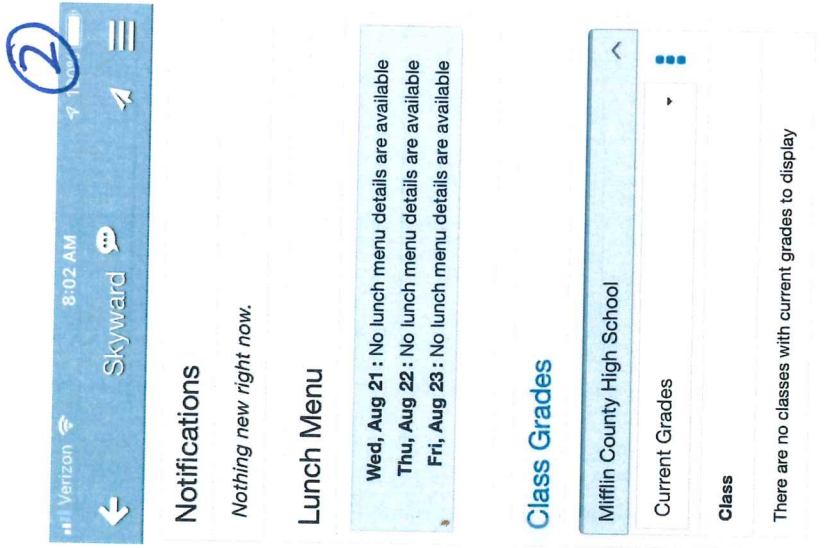 2
Verizon 8:02 AM
Skyward
Notifications
Nothing new right now.
Lunch Menu
Wed, Aug 21 : No lunch menu details are available
Thu, Aug 22 : No lunch menu details are available
Fri, Aug 23 : No lunch menu details are available
Class Grades
Mifflin County High School
Current Grades
Class
There are no classes with current grades to display